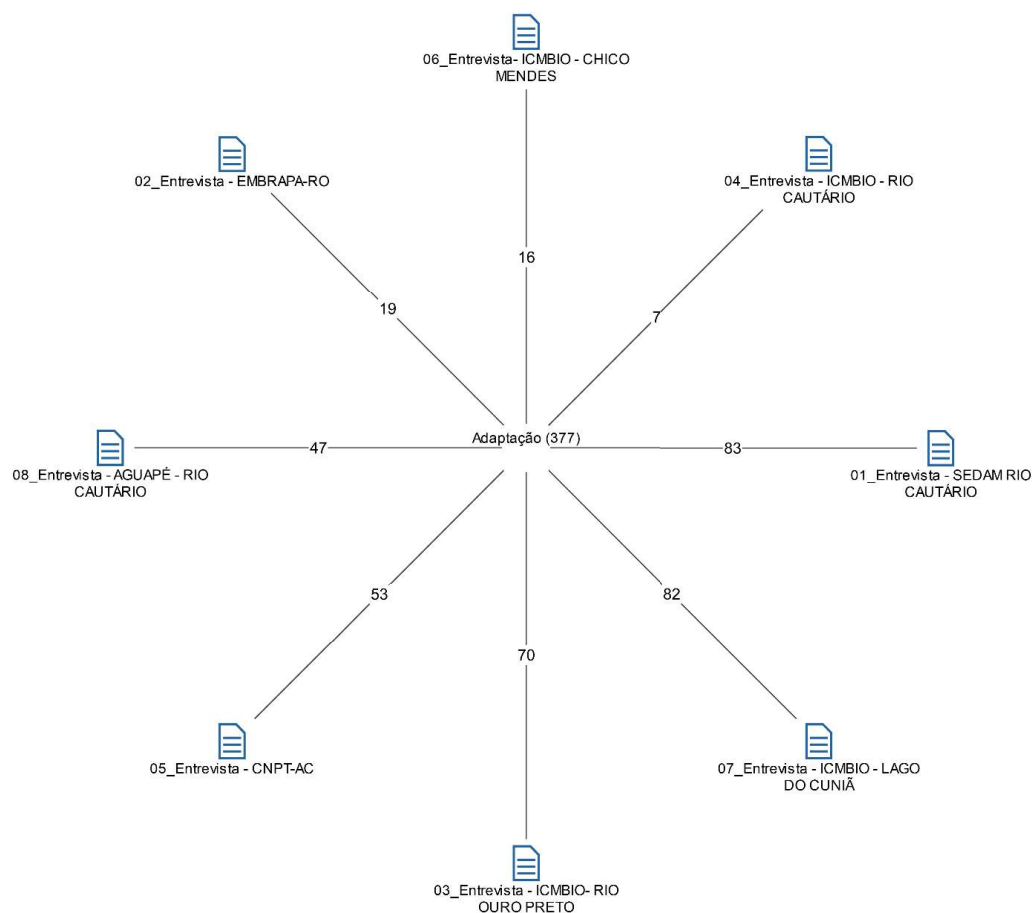 06_Entrevista- ICMBIO - CHICO
MENDES
02_Entrevista - EMBRAPA-RO
04_Entrevista - ICMBIO - RIO
CAUTÁRIO
16
19
7
Adaptação (377)
47
83
08_Entrevista - AGUAPÉ - RIO
CAUTÁRIO
01_Entrevista - SEDAM RIO
CAUTÁRIO
53
82
70
05_Entrevista - CNPT-AC
07_Entrevista - ICMBIO - LAGO
DO CUNIÃ
03_Entrevista - ICMBIO- RIO
OURO PRETO